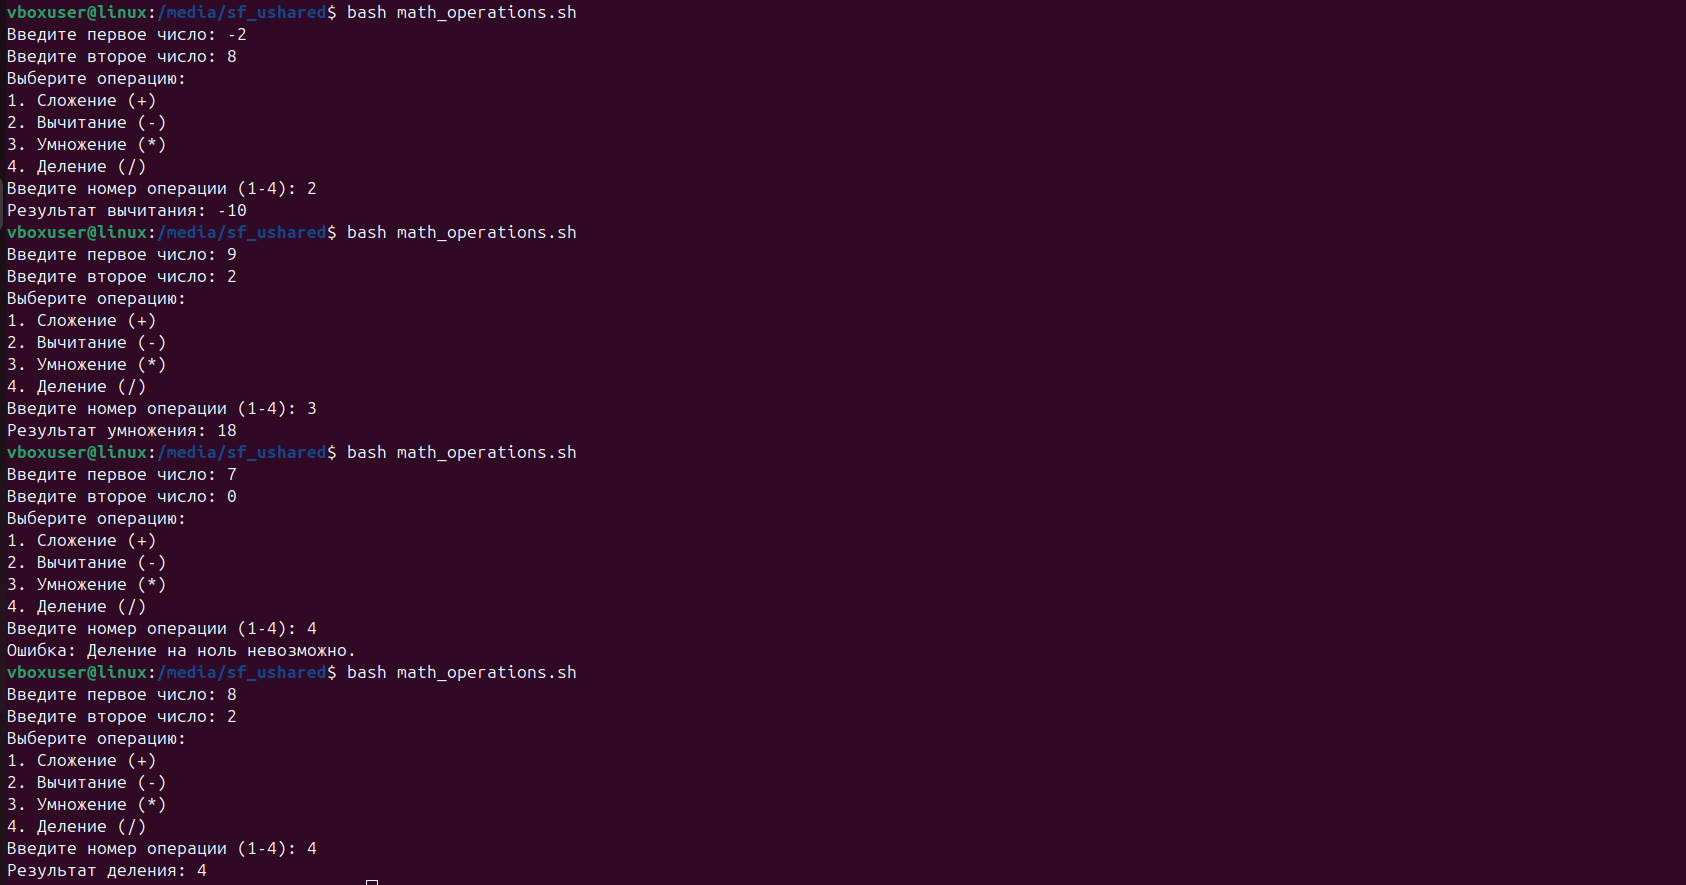 vboxuser@linux:/media/sf_ushared$ bash math_operations.sh
Введите первое число: -2
Введите второе число: 8
Выберите операцию:
1. Сложение (+)
2. Вычитание (-)
3. Умножение (*)
4. Деление (/)
Введите номер операции (1-4): 2
Результат вычитания: -10
vboxuser@linux:/media/sf_ushared$ bash math_operations.sh
Введите первое число: 9
Введите второе число: 2
Выберите операцию:
1. Сложение (+)
2. Вычитание (-)
3. Умножение (*)
4. Деление (/)
Введите номер операции (1-4): 3
Результат умножения: 18
vboxuser@linux:/media/sf_ushared$ bash math_operations.sh
Введите первое число: 7
Введите второе число: 0
Выберите операцию:
1. Сложение (+)
2. Вычитание (-)
3. Умножение (*)
4. Деление (/)
Введите номер операции (1-4): 4
Ошибка: Деление на ноль невозможно.
vboxuser@linux:/media/sf_ushared$ bash math_operations.sh
Введите первое число: 8
Введите второе число: 2
Выберите операцию:
1. Сложение (+)
2. Вычитание (-)
3. Умножение (*)
4. Деление (/)
Введите номер операции (1-4): 4
Результат деления: 4